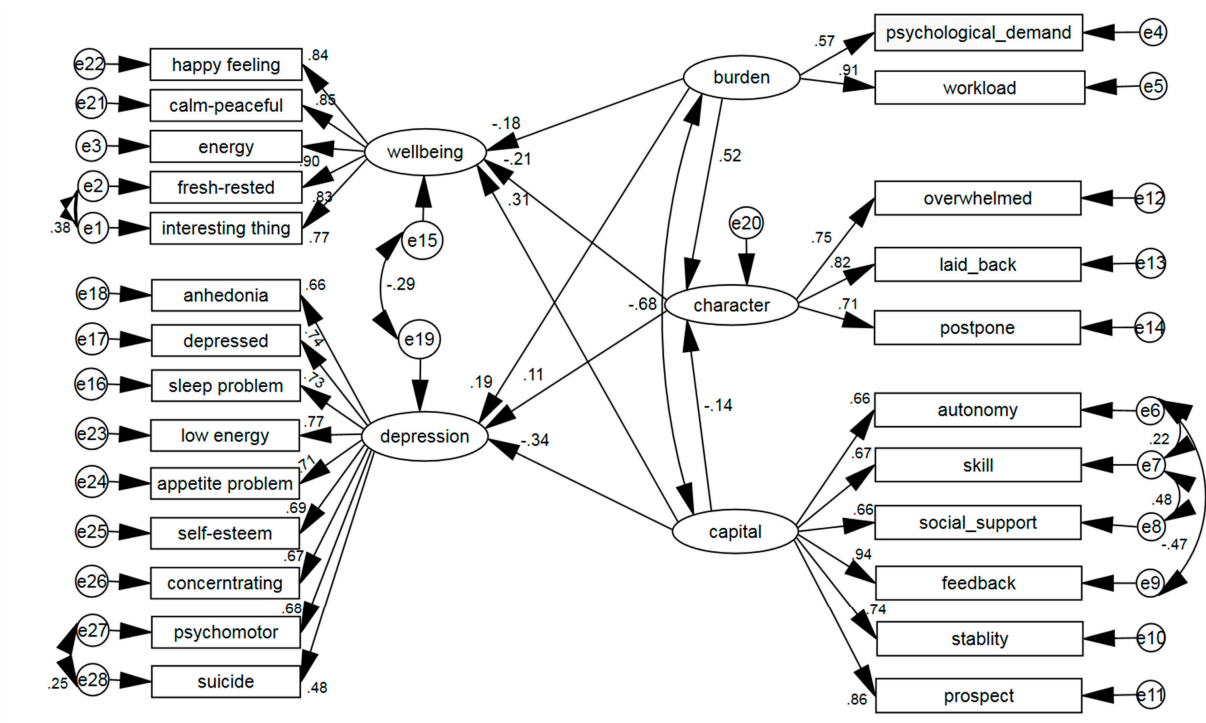 e22 happy feeling .84
e21 calm-peaceful .85
e3 energy .90
e2 fresh-rested .83
.38 e1 interesting thing .77
wellbeing
e15
-.29
e19
e18 anhedonia .66
e17 depressed .74
e16 sleep problem .73
e23 low energy .77
e24 appetite problem .71
e25 self-esteem .69
e26 concerntrating .67
e27 psychomotor .68
.25 e28 suicide .48
depression
burden
-.18
-.21
.31
.52
e20
character
-.68
.19
.11
-.14
-.34
capital
.57 psychological_demand e4
.91 workload e5
.75 overwhelmed e12
.82 laid_back e13
.71 postpone e14
.66 autonomy e6
.22
.67 skill e7
.48
.66 social_support e8
-.47
.94 feedback e9
.74 stablity e10
.86 prospect e11